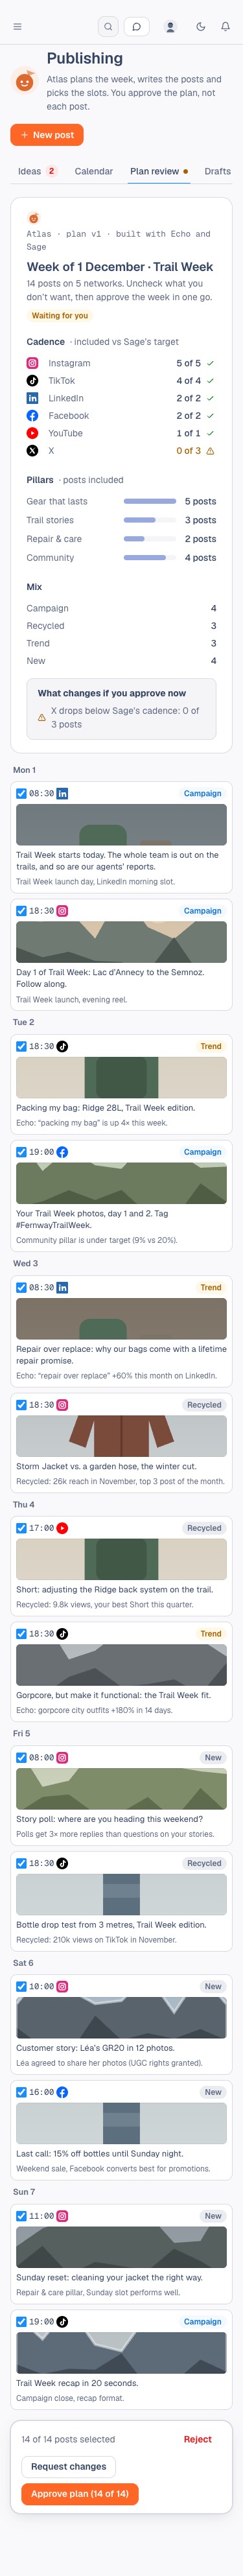 Publishing
Atlas plans the week, writes the posts and
picks the slots. You approve the plan, not
each post.
+ New post
Ideas 2 Calendar Plan review Drafts
Atlas · plan v1 · built with Echo and
Sage
Week of 1 December · Trail Week
14 posts on 5 networks. Uncheck what you
don't, then approve the week in one go.
Waiting for you
Cadence · included vs Sage's target
Instagram 5 of 5
TikTok 4 of 4
LinkedIn 2 of 2
Facebook 2 of 2
YouTube 1 of 1
X 0 of 3
Pillars · posts included
Gear that lasts 5 posts
Trail stories 3 posts
Repair & care 2 posts
Community 4 posts
Mix
Campaign 4
Recycled 3
Trend 3
New 4
What changes if you approve now
X drops below Sage's cadence: 0 of
3 posts
Mon 1
08:30 Campaign
Trail Week starts today. The whole team is out on the
trails, and so are our agents' reports.
Trail Week launch day, LinkedIn morning slot.
18:30 Campaign
Day 1 of Trail Week: Lac d'Annecy to the Semnoz.
Follow along.
Trail Week launch, evening reel.
Tue 2
18:30 Trend
Packing my bag: Ridge 28L, Trail Week edition.
Echo: "packing my bag" is up 4× this week.
19:00 Campaign
Your Trail Week photos, day 1 and 2. Tag
#FernwayTrailWeek.
Community pillar is under target (9% vs 20%).
Wed 3
08:30 Trend
Repair over replace: why our bags come with a lifetime
repair promise.
Echo: "repair over replace" +60% this month on LinkedIn.
18:30 Recycled
Storm Jacket vs. a garden hose, the winter cut.
Recycled: 26k reach in November, top 3 post of the month.
Thu 4
17:00 Recycled
Short: adjusting the Ridge back system on the trail.
Recycled: 9.8k views, your best Short this quarter.
18:30 Trend
Gorpcore, but make it functional: the Trail Week fit.
Echo: gorpcore city outfits +180% in 14 days.
Fri 5
08:00 New
Story poll: where are you heading this weekend?
Polls get 3× more replies than questions on your stories.
18:30 Recycled
Bottle drop test from 3 metres, Trail Week edition.
Recycled: 210k views on TikTok in November.
Sat 6
10:00 New
Customer story: Léa's GR20 in 12 photos.
Léa agreed to share her photos (UGC rights granted).
16:00 New
Last call: 15% off bottles until Sunday night.
Weekend sale, Facebook converts best for promotions.
Sun 7
11:00 New
Sunday reset: cleaning your jacket the right way.
Repair & care pillar, Sunday slot performs well.
19:00 Campaign
Trail Week recap in 20 seconds.
Campaign close, recap format.
14 of 14 posts selected Reject
Request changes
Approve plan (14 of 14)